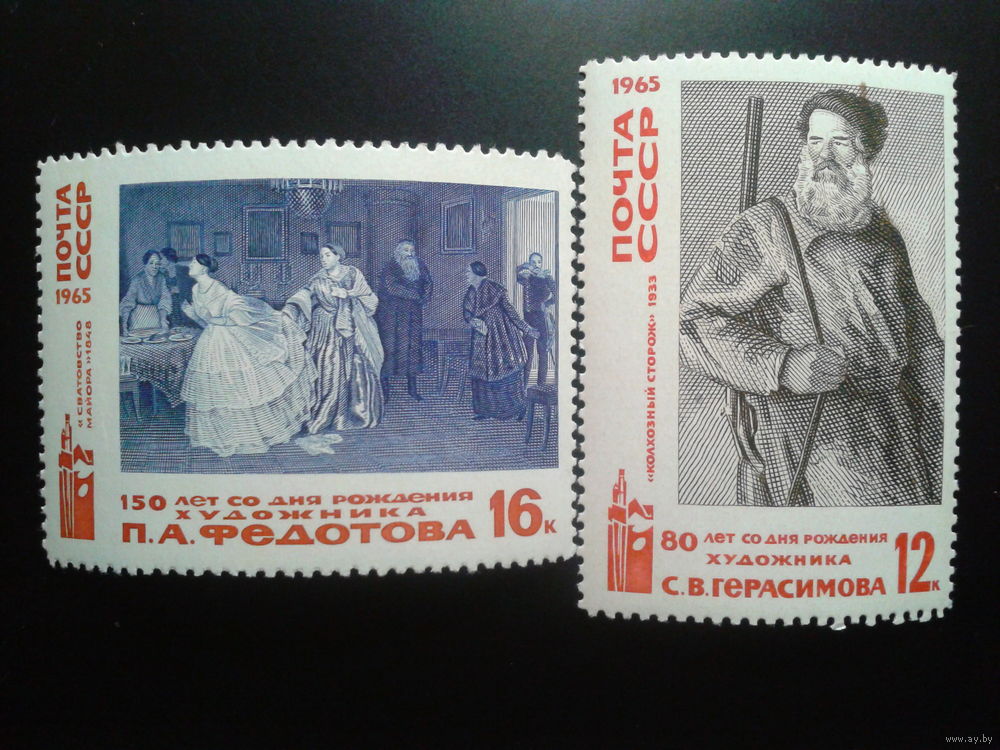 ПОЧТА
СССР
1965
«СВАТОВСТВО
МАЙОРА» 1848
150 ЛЕТ СО ДНЯ РОЖДЕНИЯ
ХУДОЖНИКА
П.А.ФЕДОТОВА
16к
1965
ПОЧТА
СССР
«КОЛХОЗНЫЙ СТОРОЖ» 1933
80 ЛЕТ СО ДНЯ РОЖДЕНИЯ
ХУДОЖНИКА
С.В.ГЕРАСИМОВА
12к
www.ay.by